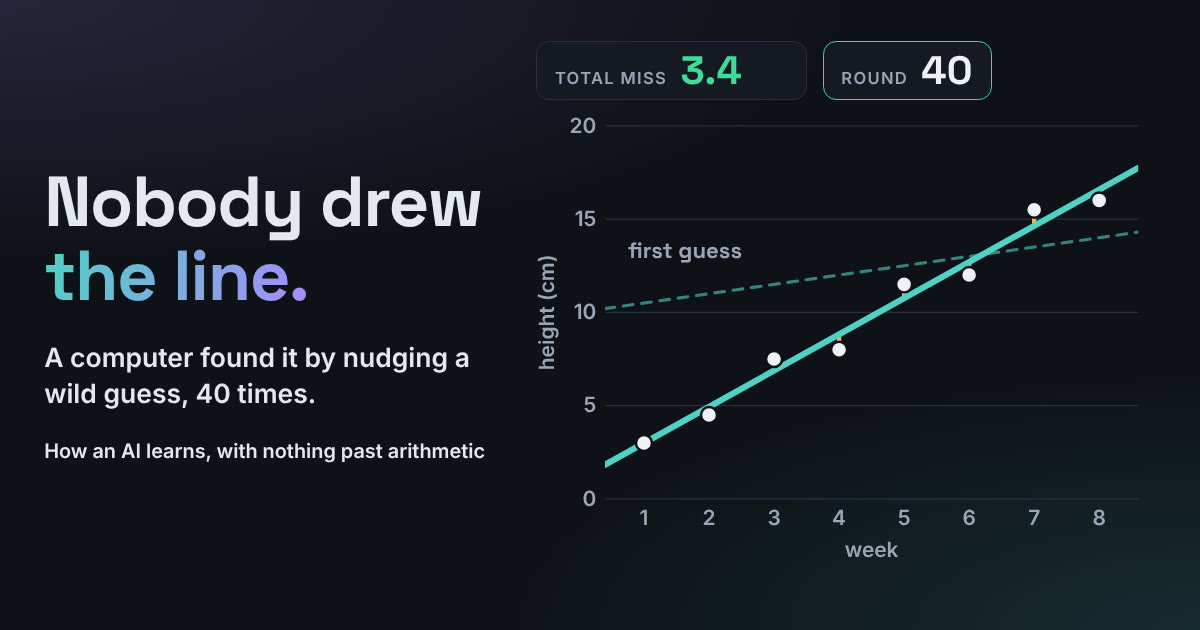 TOTAL MISS 3.4
ROUND 40
Nobody drew
the line.
A computer found it by nudging a
wild guess, 40 times.
How an AI learns, with nothing past arithmetic
20
15
10
5
0
height (cm)
first guess
1 2 3 4 5 6 7 8
week